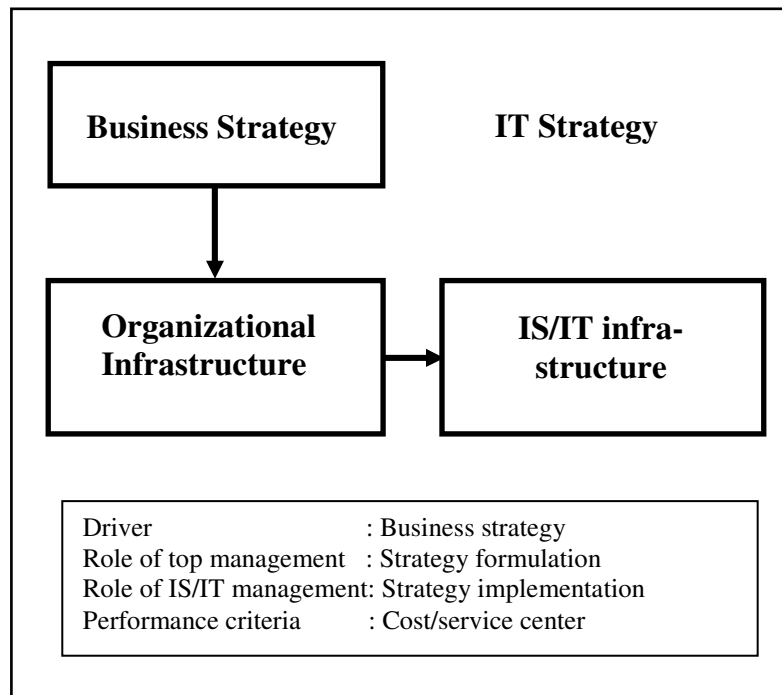 Business Strategy
IT Strategy
Organizational
Infrastructure
IS/IT infra-
structure
Driver : Business strategy
Role of top management : Strategy formulation
Role of IS/IT management: Strategy implementation
Performance criteria : Cost/service center